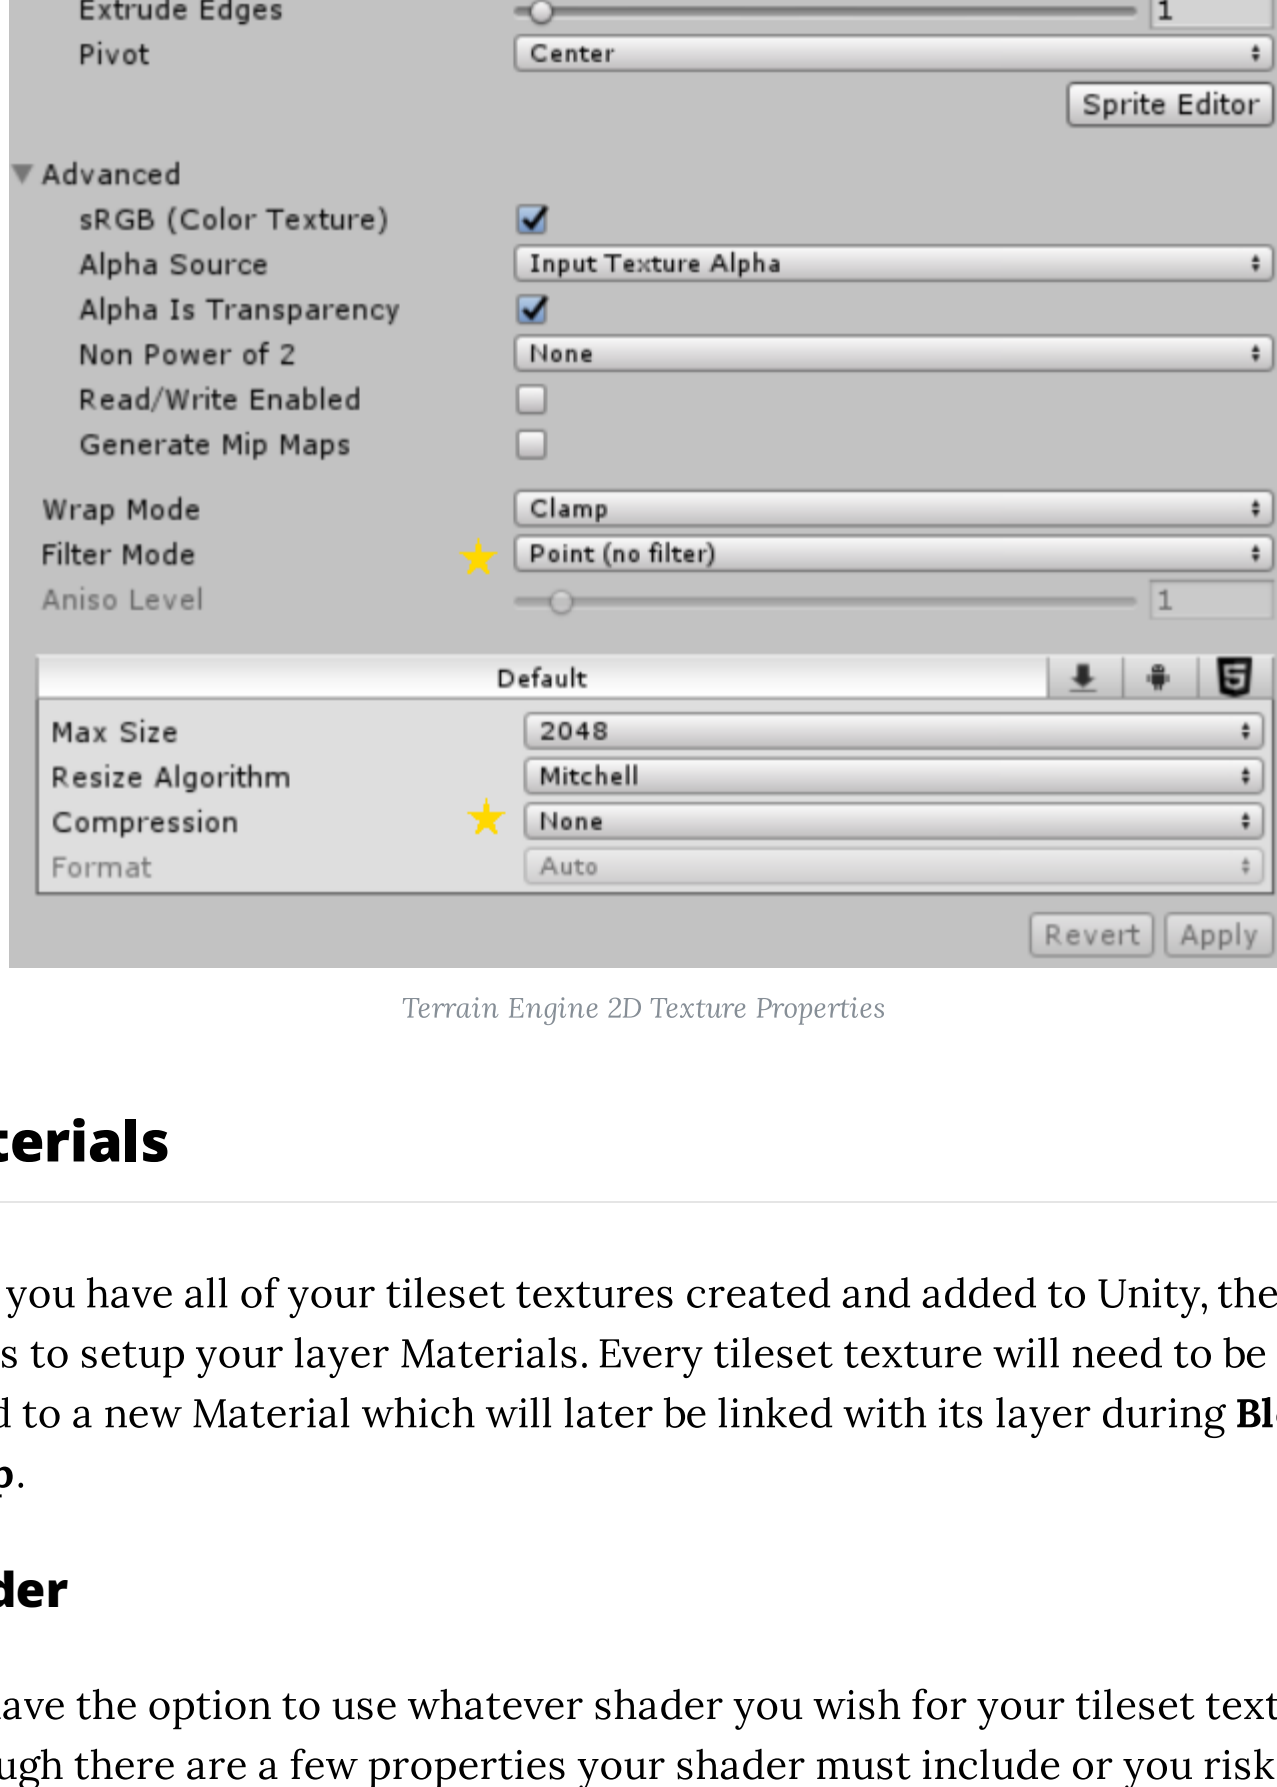 Extrude Edges 1
Pivot Center
Sprite Editor
Advanced
sRGB (Color Texture)
Alpha Source Input Texture Alpha
Alpha Is Transparency
Non Power of 2 None
Read/Write Enabled
Generate Mip Maps
Wrap Mode Clamp
Filter Mode Point (no filter)
Aniso Level 1
Default
Max Size 2048
Resize Algorithm Mitchell
Compression None
Format Auto
Revert Apply
Terrain Engine 2D Texture Properties
terials
you have all of your tileset textures created and added to Unity, the
s to setup your layer Materials. Every tileset texture will need to be
d to a new Material which will later be linked with its layer during Bl
p.
der
ave the option to use whatever shader you wish for your tileset text
ugh there are a few properties your shader must include or you risk